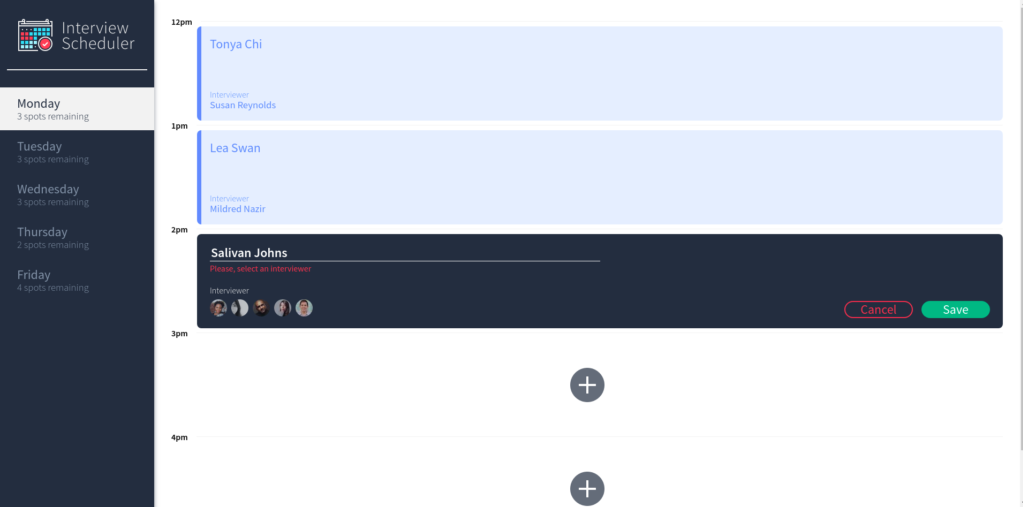 Interview
Scheduler
Monday
3 spots remaining
Tuesday
3 spots remaining
Wednesday
3 spots remaining
Thursday
2 spots remaining
Friday
4 spots remaining
12pm
Tonya Chi
Interviewer
Susan Reynolds
1pm
Lea Swan
Interviewer
Mildred Nazir
2pm
Salivan Johns
Please, select an interviewer
Interviewer
Cancel
Save
3pm
4pm